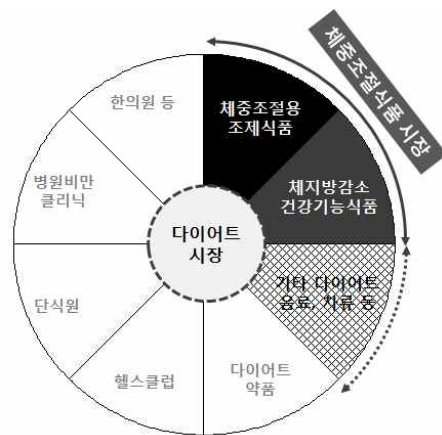 체중조절식품 시장
한의원 등
체중조절용
조제식품
병원비만
클리닉
체지방감소
건강기능식품
다이어트
시장
단식원
기타 다이어트
음료, 차류 등
헬스클럽
다이어트
약품